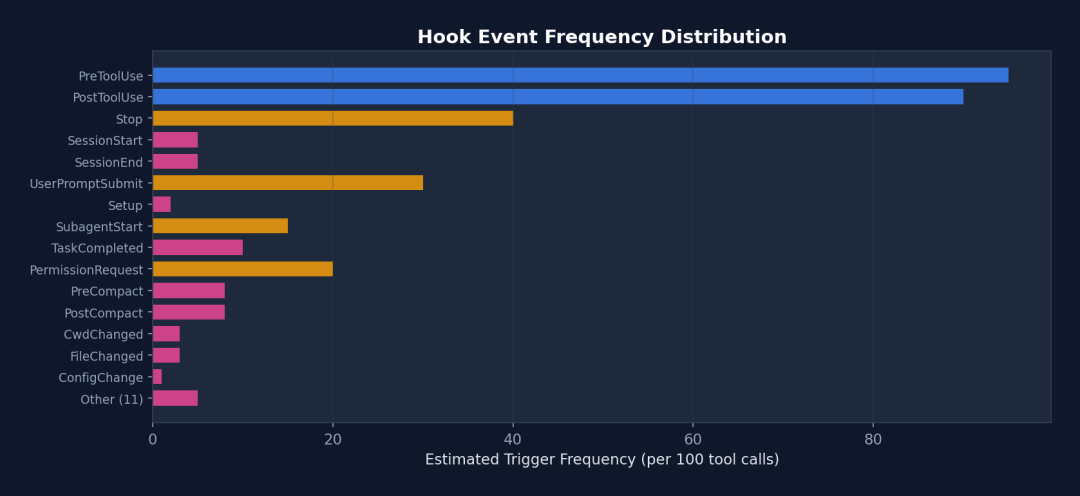 Hook Event Frequency Distribution
PreToolUse
PostToolUse
Stop
SessionStart
SessionEnd
UserPromptSubmit
Setup
SubagentStart
TaskCompleted
PermissionRequest
PreCompact
PostCompact
CwdChanged
FileChanged
ConfigChange
Other (11)
0 20 40 60 80
Estimated Trigger Frequency (per 100 tool calls)